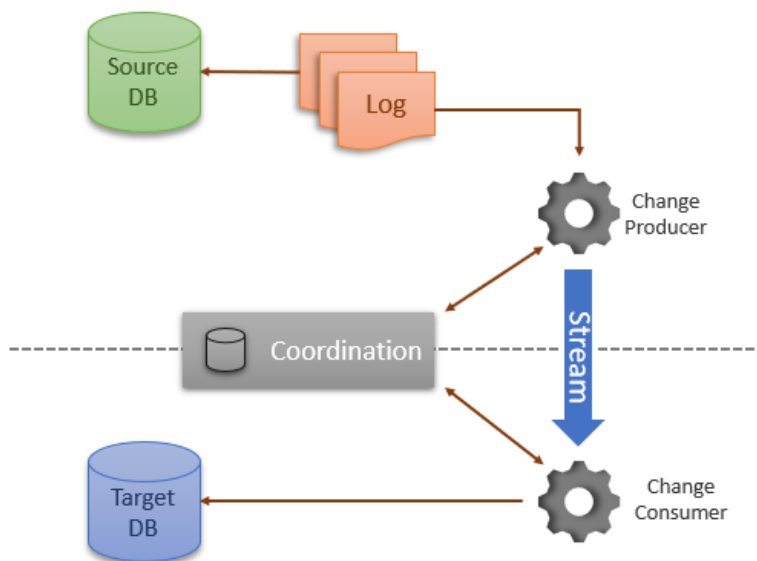 Source
DB
Log
Change
Producer
Stream
Coordination
Target
DB
Change
Consumer